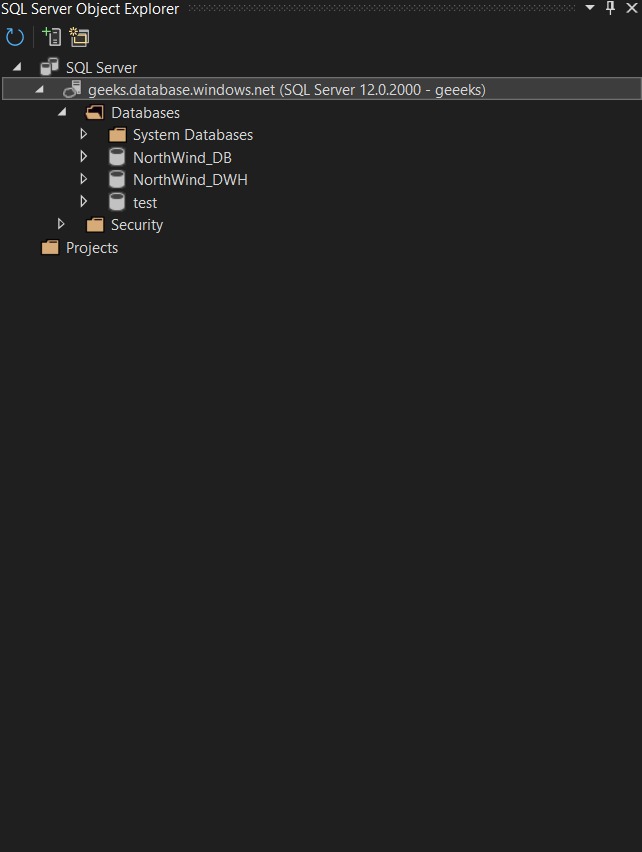 SQL Server Object Explorer
SQL Server
geeks.database.windows.net (SQL Server 12.0.2000 - geeeks)
Databases
System Databases
NorthWind_DB
NorthWind_DWH
test
Security
Projects